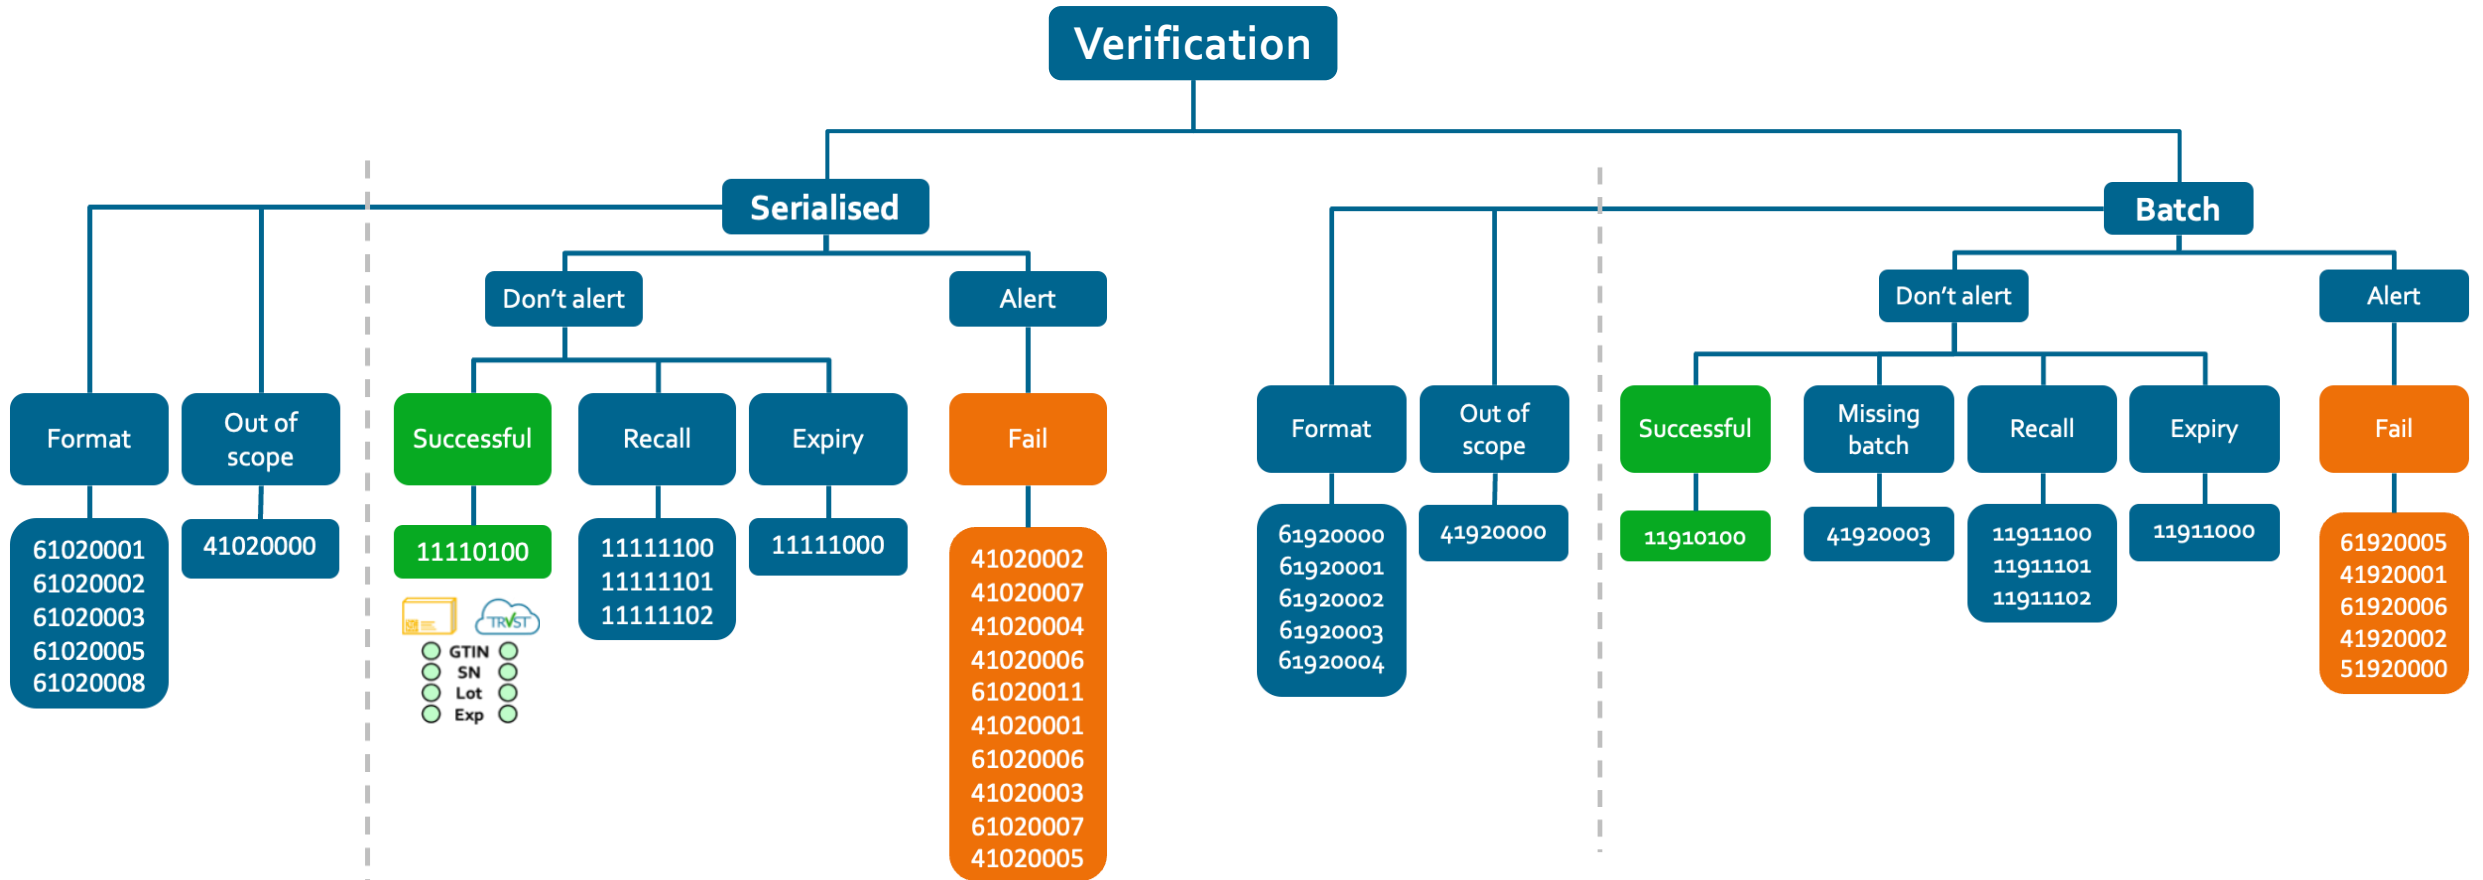 Verification
Serialised
Batch
Don't alert
Alert
Don't alert
Alert
Format
Out of
scope
Successful
Recall
Expiry
Fail
Format
Out of
scope
Successful
Missing
batch
Recall
Expiry
Fail
61020001
61020002
61020003
61020005
61020008
41020000
11110100
TRVST
GTIN
SN
Lot
Exp
11111100
11111101
11111102
11111000
41020002
41020007
41020004
41020006
61020011
41020001
61020006
41020003
61020007
41020005
61920000
61920001
61920002
61920003
61920004
41920000
11910100
41920003
11911100
11911101
11911102
11911000
61920005
41920001
61920006
41920002
51920000